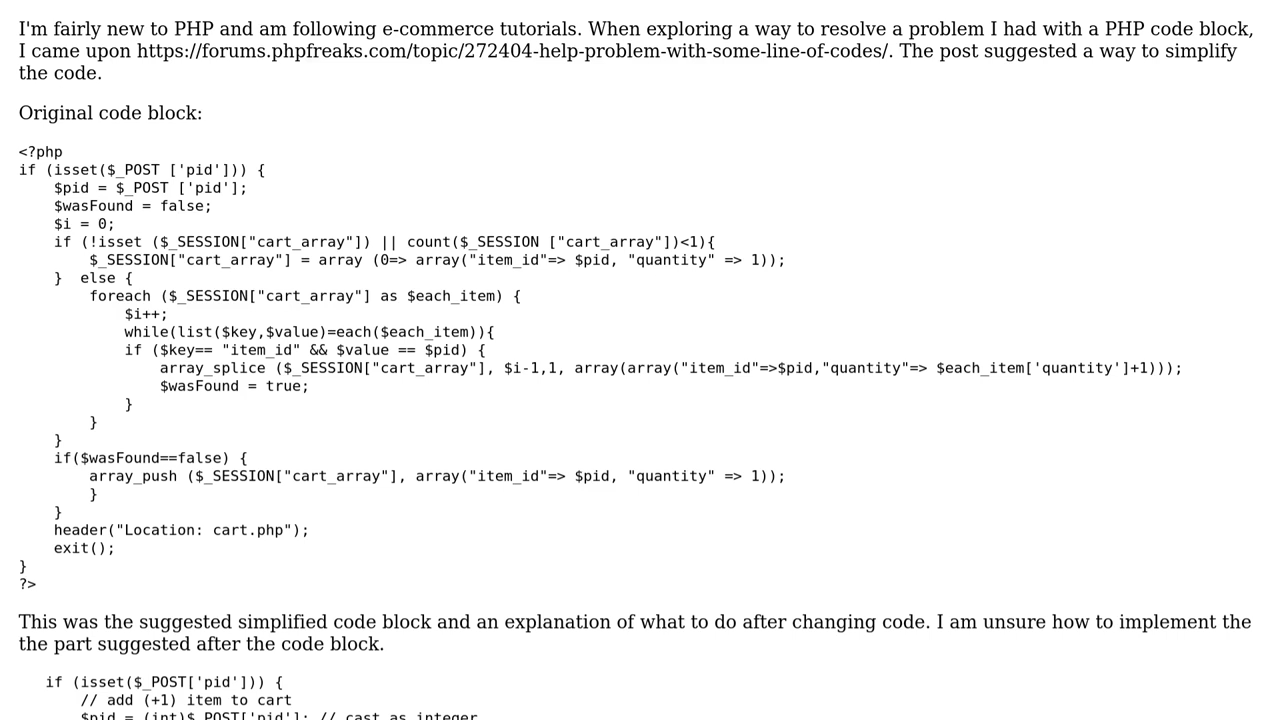 I'm fairly new to PHP and am following e-commerce tutorials. When exploring a way to resolve a problem I had with a PHP code block,
I came upon https://forums.phpfreaks.com/topic/272404-help-problem-with-some-line-of-codes/. The post suggested a way to simplify
the code.
Original code block:
<?php
if (isset($_POST ['pid'])) {
    $pid = $_POST ['pid'];
    $wasFound = false;
    $i = 0;
    if (!isset ($_SESSION["cart_array"]) || count($_SESSION ["cart_array"])<1){
        $_SESSION["cart_array"] = array (0=> array("item_id"=> $pid, "quantity" => 1));
    }  else {
        foreach ($_SESSION["cart_array"] as $each_item) {
            $i++;
            while(list($key,$value)=each($each_item)){
            if ($key== "item_id" && $value == $pid) {
                array_splice ($_SESSION["cart_array"], $i-1,1, array(array("item_id"=>$pid,"quantity"=> $each_item['quantity']+1)));
                $wasFound = true;
            }
        }
    }
    if($wasFound==false) {
        array_push ($_SESSION["cart_array"], array("item_id"=> $pid, "quantity" => 1));
        }
    }
    header("Location: cart.php");
    exit();
}
?>
This was the suggested simplified code block and an explanation of what to do after changing code. I am unsure how to implement the
the part suggested after the code block.
   if (isset($_POST['pid'])) {
       // add (+1) item to cart
       $pid = (int)$_POST['pid']; // cast as integer